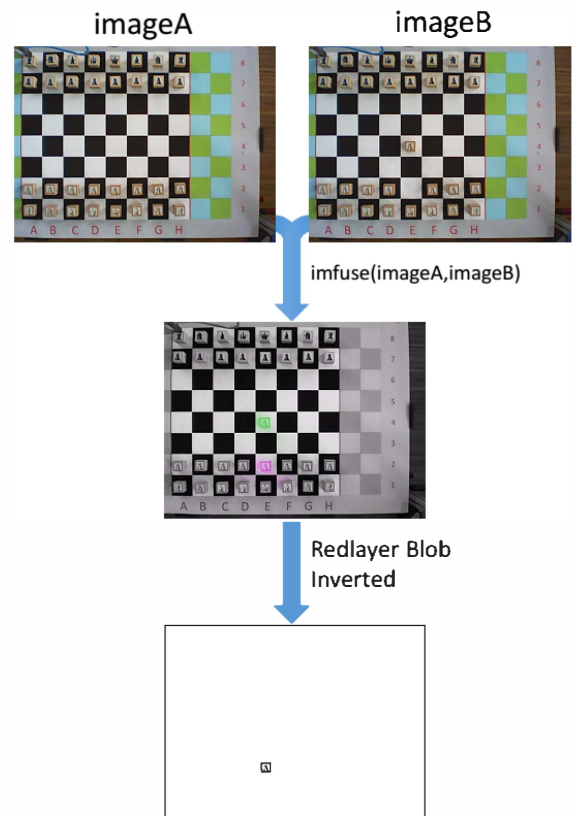 imageA imageB
8 8
7 7
6 6
5 5
4 4
3 3
2 2
1 1
A B C D E F G H A B C D E F G H
imfuse(imageA,imageB)
8
7
6
5
4
3
2
1
A B C D E F G H
Redlayer Blob
Inverted